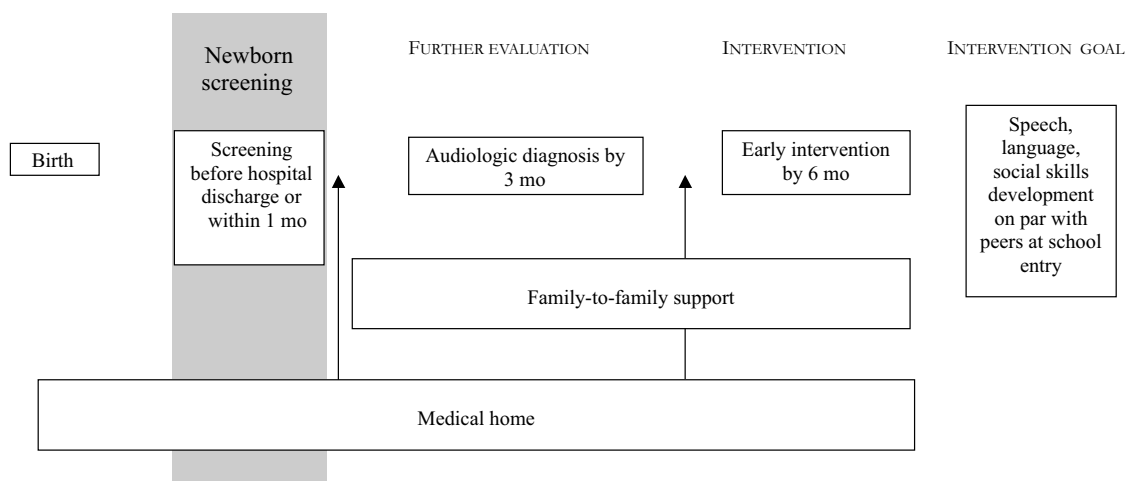 Newborn
screening
FURTHER EVALUATION
INTERVENTION
INTERVENTION GOAL
Birth
Screening
before hospital
discharge or
within 1 mo
Audiologic diagnosis by
3 mo
Early intervention
by 6 mo
Speech,
language,
social skills
development
on par with
peers at school
entry
Family-to-family support
Medical home